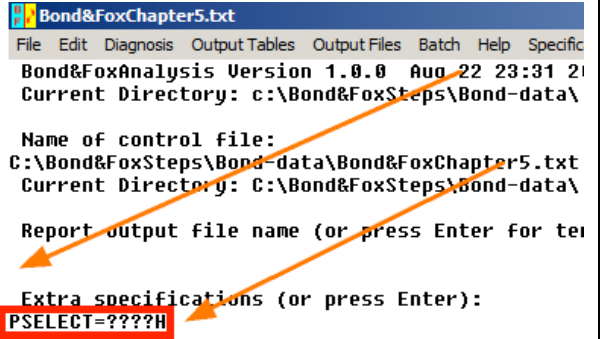 Bond&FoxChapter5.txt
File Edit Diagnosis Output Tables Output Files Batch Help Specific
Bond&FoxAnalysis Version 1.0.0 Aug 22 23:31
Current Directory: c:\Bond&FoxSteps\Bond-data\
Name of control file:
C:\Bond&FoxSteps\Bond-data\Bond&FoxChapter5.txt
Current Directory: C:\Bond&FoxSteps\Bond-data\
Report output file name (or press Enter for
Extra specifications (or press Enter):
PSELECT=????H